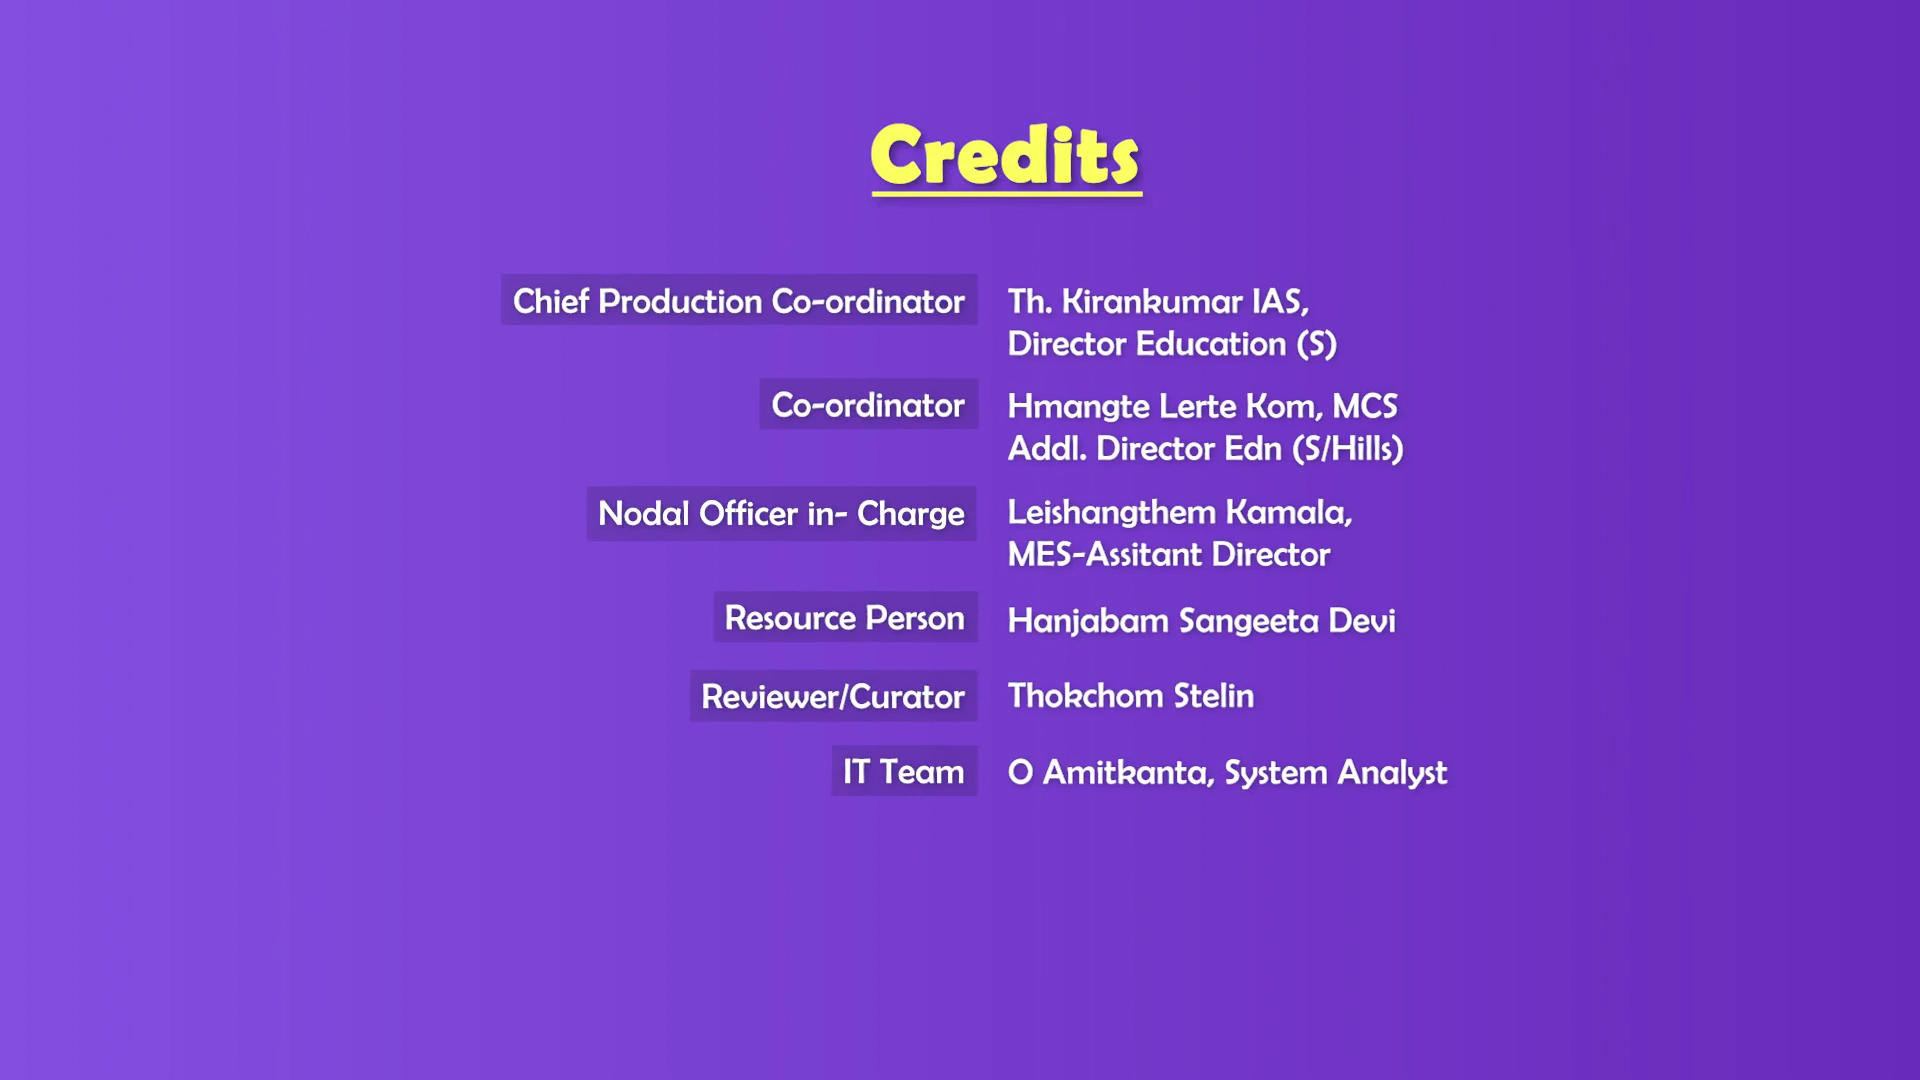 Credits
Chief Production Co-ordinator Th. Kirankumar IAS,
Director Education (S)
Co-ordinator Hmangte Lerte Kom, MCS
Addl. Director Edn (S/Hills)
Nodal Officer in- Charge Leishangthem Kamala,
MES-Assitant Director
Resource Person Hanjabam Sangeeta Devi
Reviewer/Curator Thokchom Stelin
IT Team O Amitkanta, System Analyst